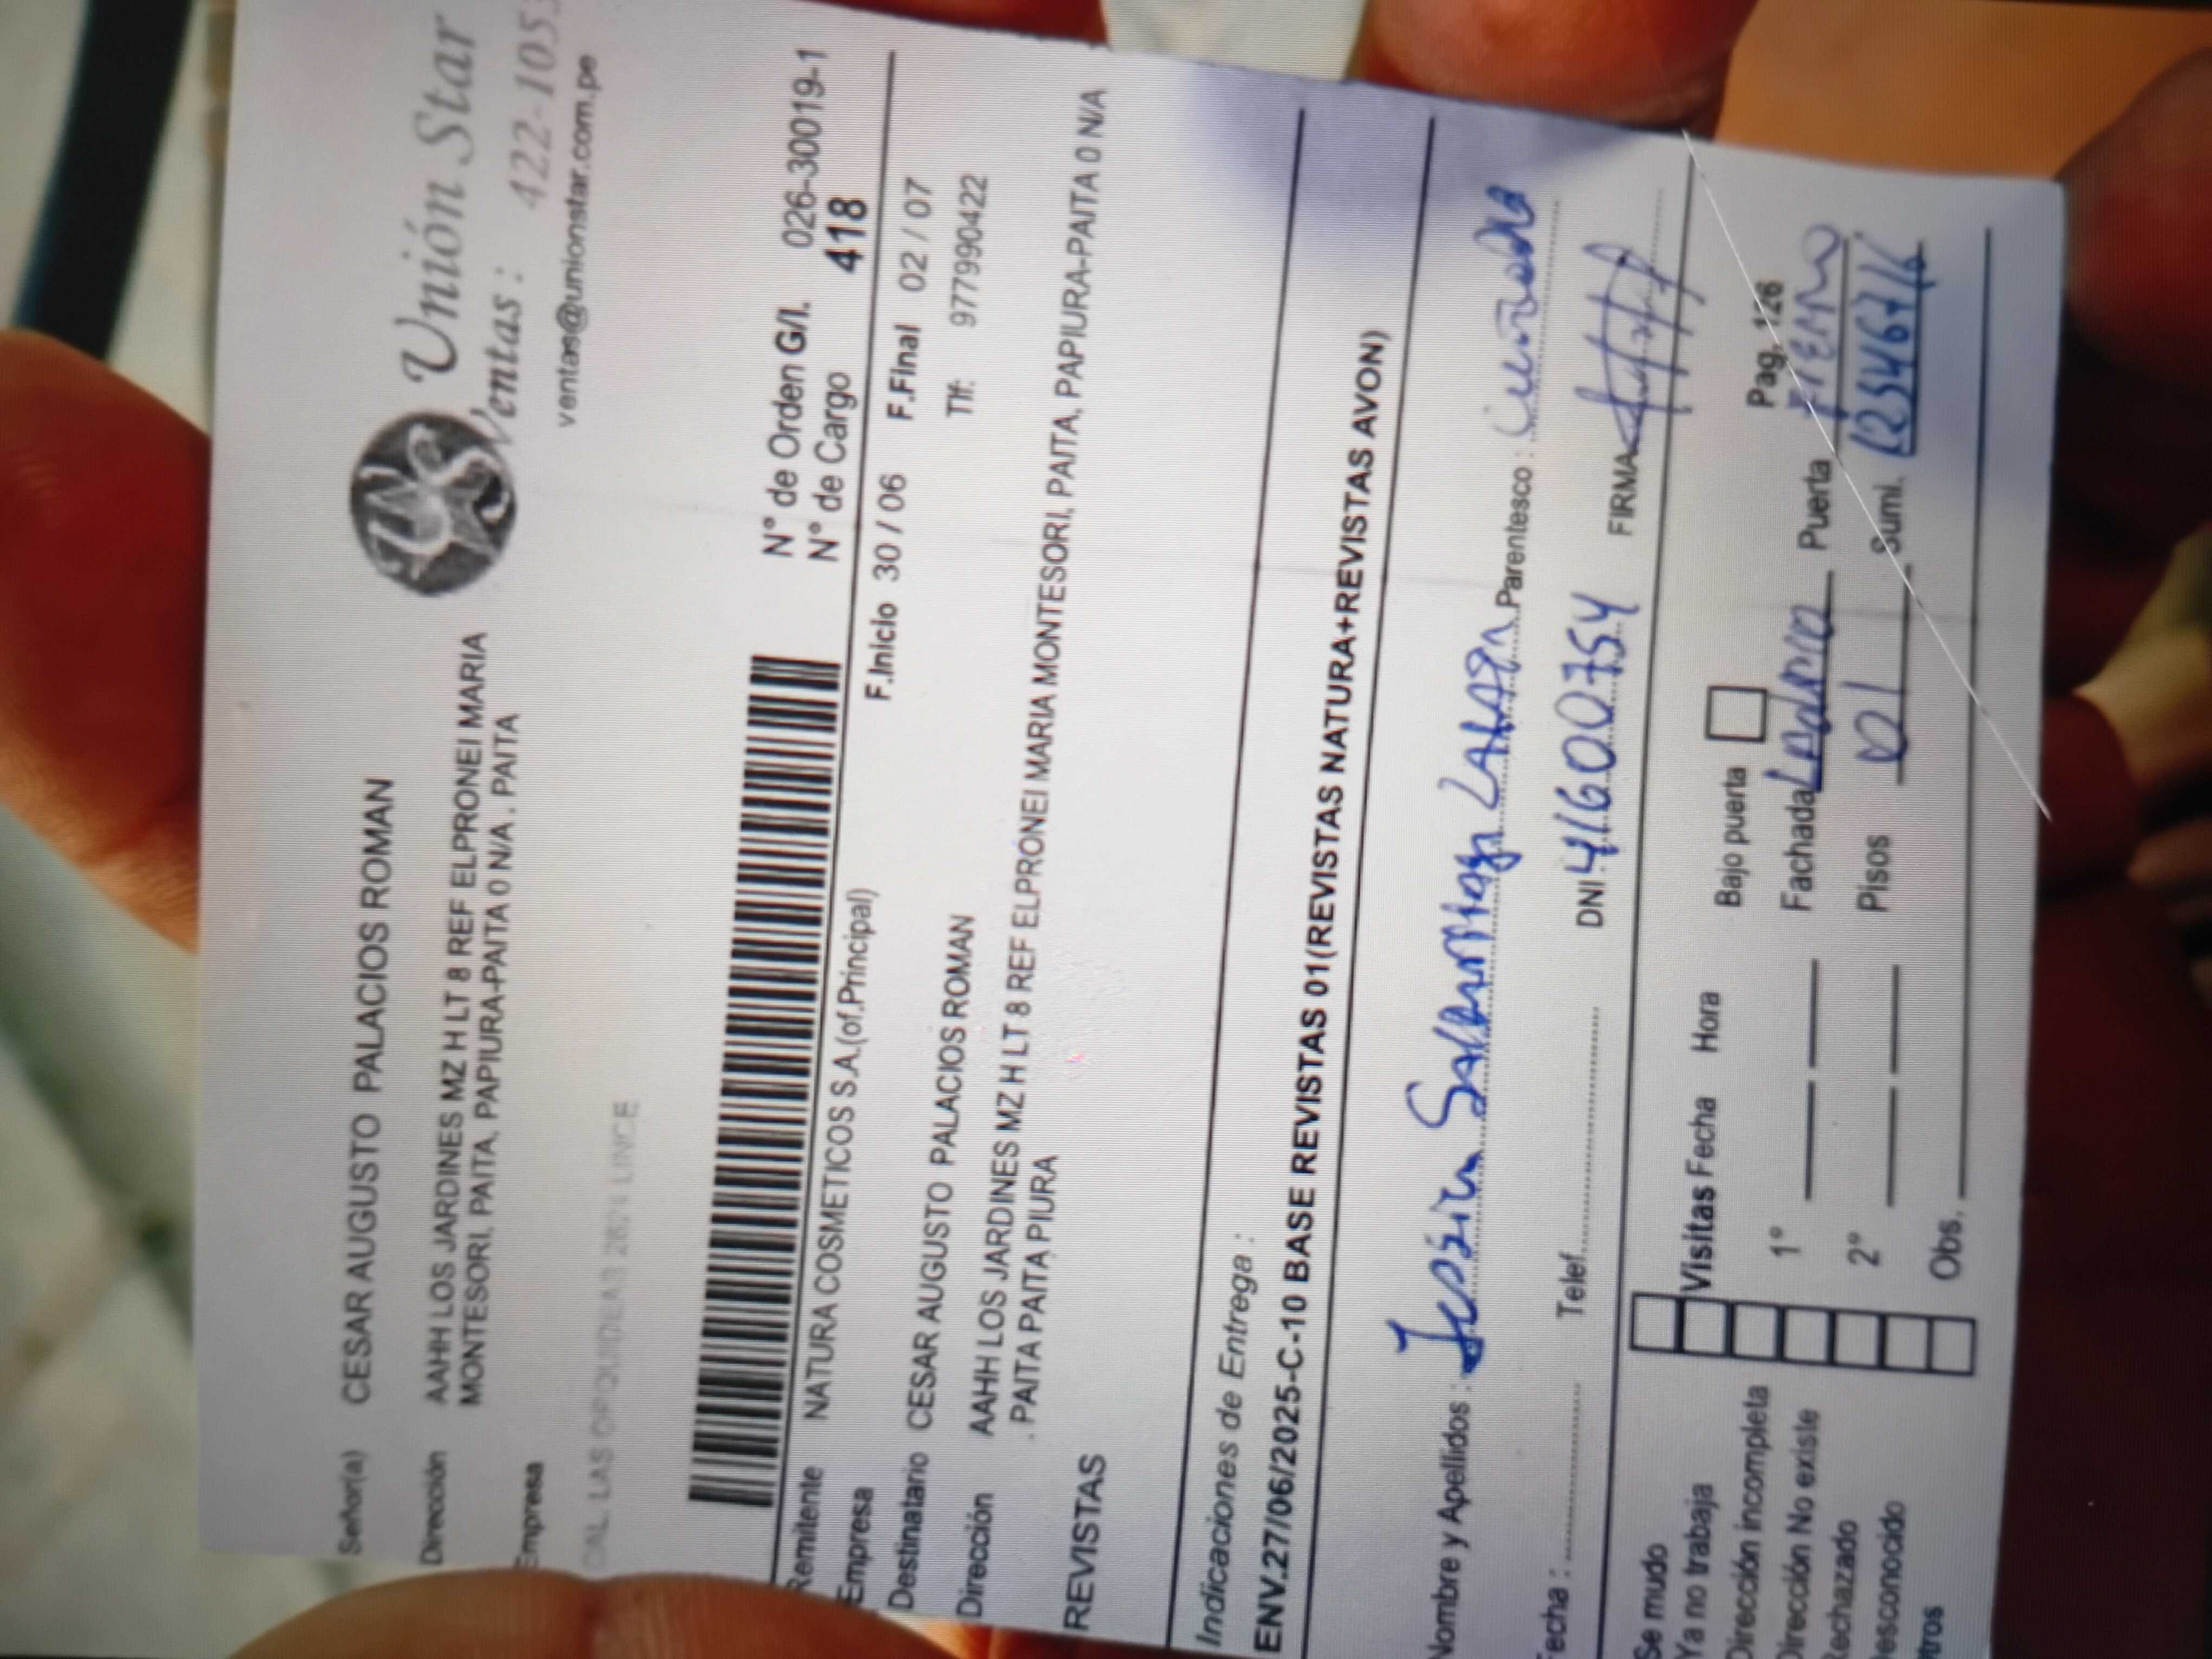 Señor(a) CESAR AUGUSTO PALACIOS ROMAN
Unión Star
Ventas : 422-105
ventas@unionstar.com.pe
Dirección AAHH LOS JARDINES MZ H LT 8 REF ELPRONEI MARIA
MONTESORI, PAITA, PAPIURA-PAITA 0 N/A . PAITA
Empresa
CAL. LAS ORQUIDEAS LINCE
N° de Orden G/I. 026-30019-1
N° de Cargo 418
Remitente NATURA COSMETICOS S.A.(of.Principal)
Empresa
F.Inicio 30 / 06 F.FInal 02 / 07
Destinatario CESAR AUGUSTO PALACIOS ROMAN
Tlf: 977990422
Dirección AAHH LOS JARDINES MZ H LT 8 REF ELPRONEI MARIA MONTESORI, PAITA, PAPIURA-PAITA 0 N/A
. PAITA PAITA PIURA
REVISTAS
Indicaciones de Entrega :
ENV.27/06/2025-C-10 BASE REVISTAS 01(REVISTAS NATURA+REVISTAS AVON)
Nombre y Apellidos : Parentesco :
Fecha : Telef. DNI : 41600754 FIRMA
Se mudo
Ya no trabaja
Dirección incompleta
Dirección No existe
Rechazado
Desconocido
Otros
Visitas Fecha Hora
1°
2°
Obs.
Bajo puerta
Pag. 126
Fachada Puerta
Pisos 01 Sumi.